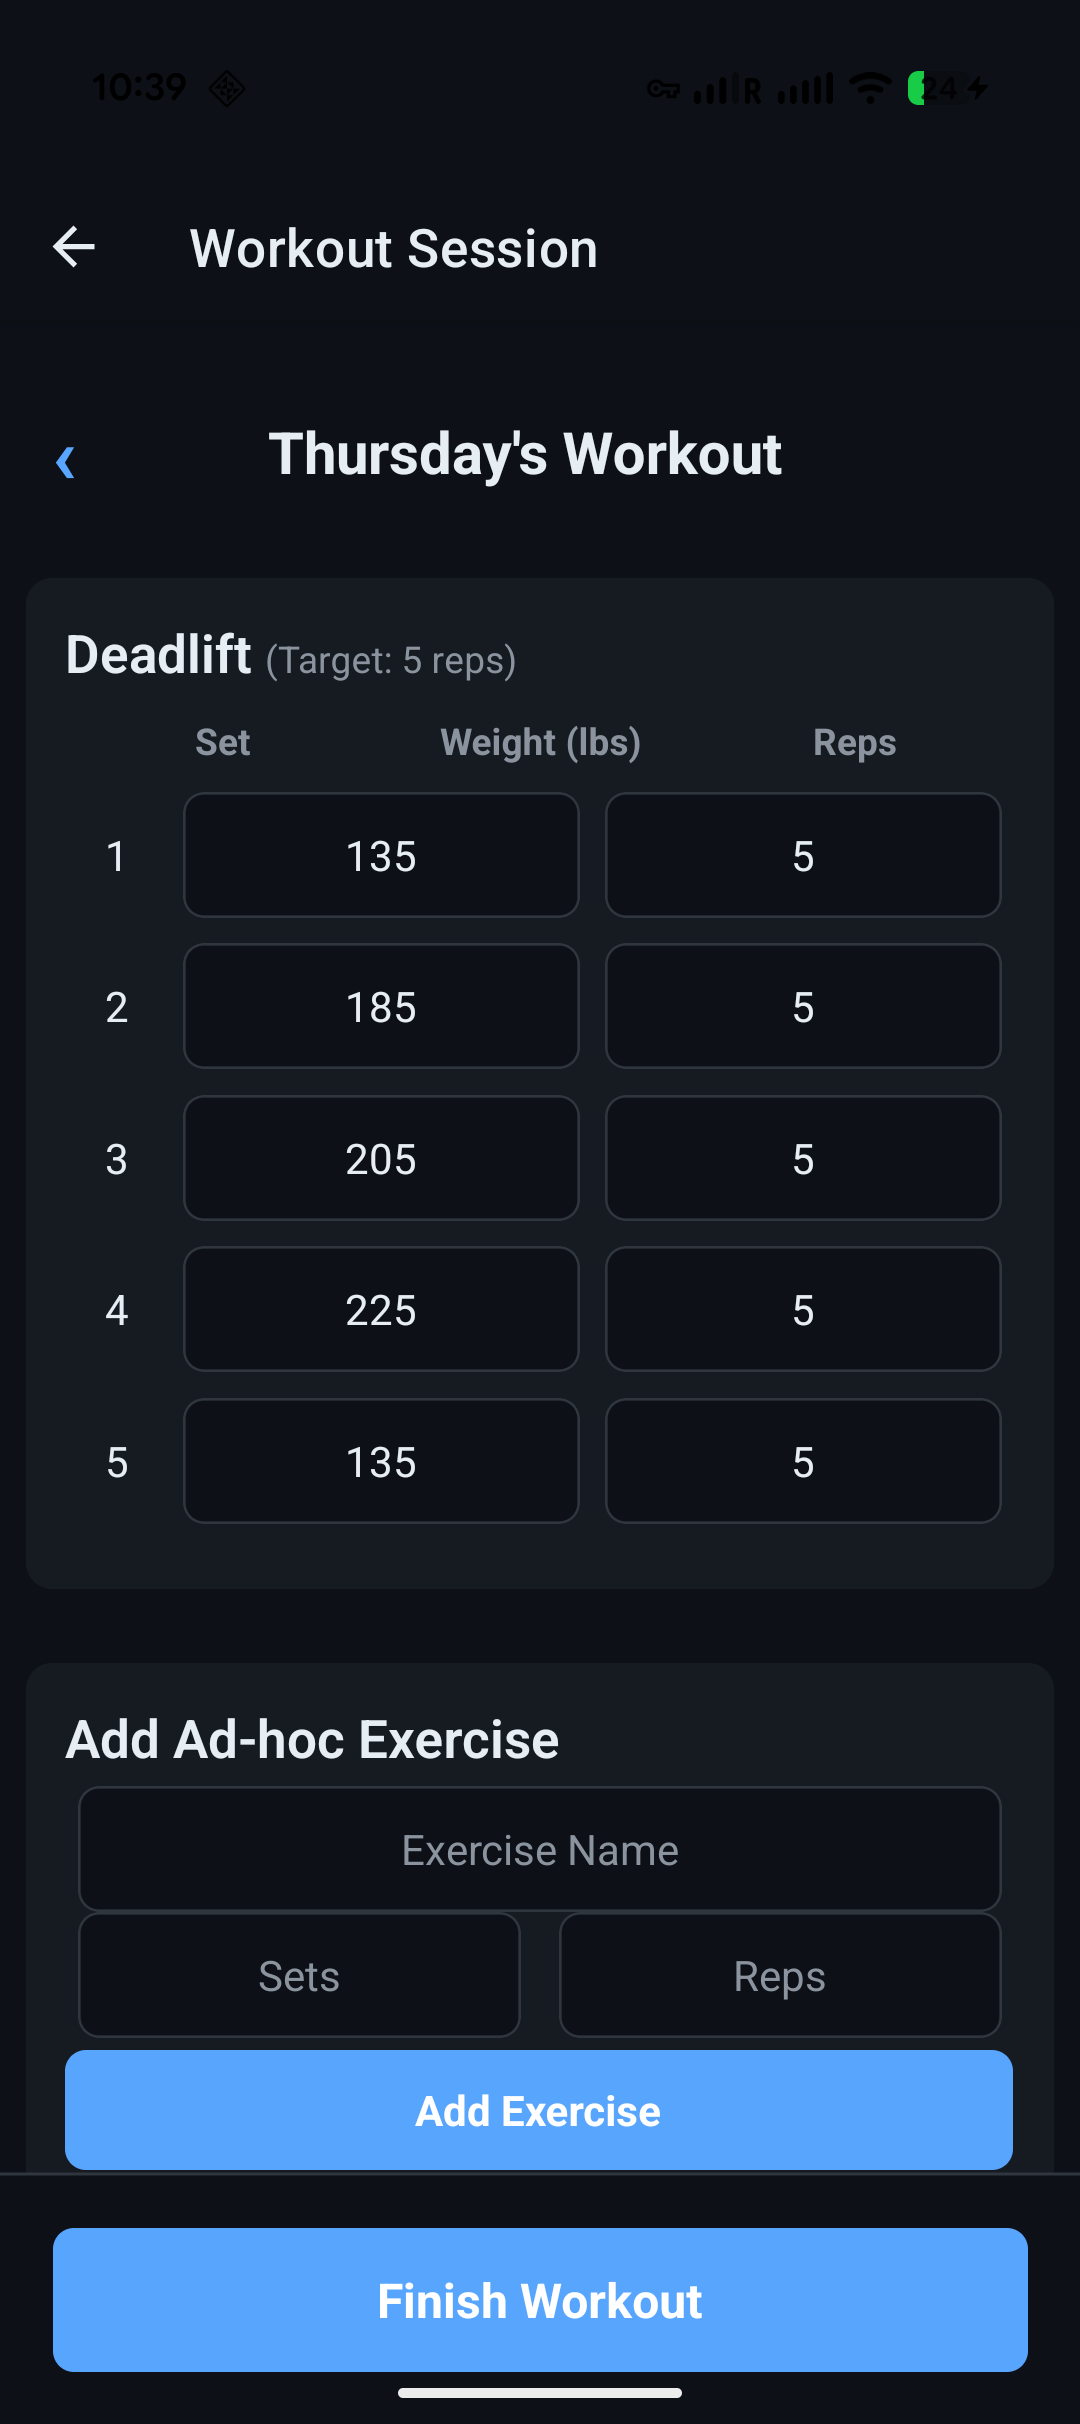 10:39 R 24
Workout Session
‹ Thursday's Workout
Deadlift (Target: 5 reps)
Set Weight (lbs) Reps
1 135 5
2 185 5
3 205 5
4 225 5
5 135 5
Add Ad-hoc Exercise
Exercise Name
Sets Reps
Add Exercise
Finish Workout